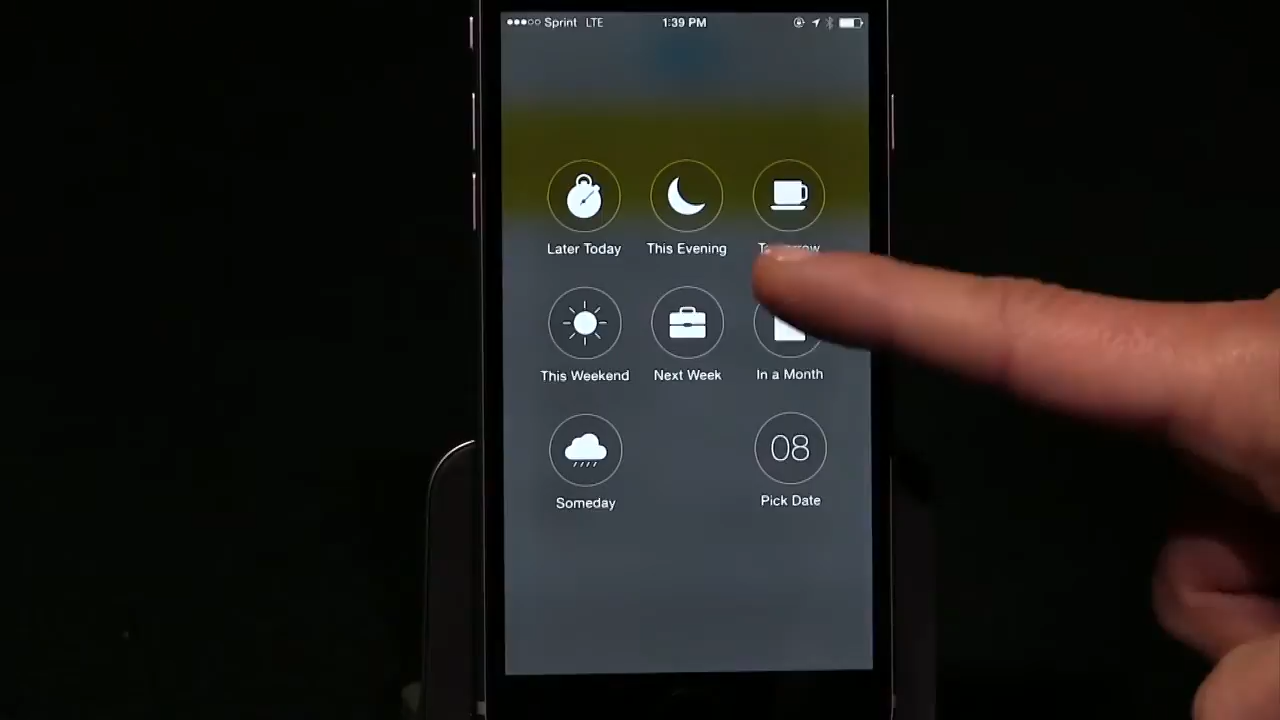 Sprint LTE 1:39 PM
Later Today This Evening Tomorrow
This Weekend Next Week In a Month
08
Someday Pick Date